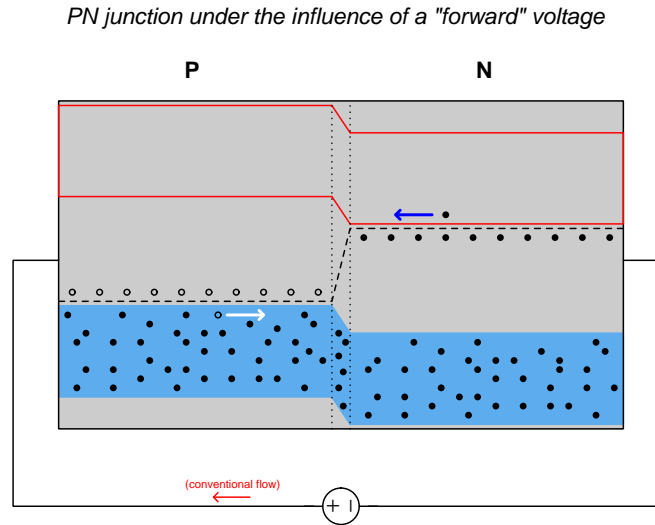 PN junction under the influence of a "forward" voltage
P
N
(conventional flow)